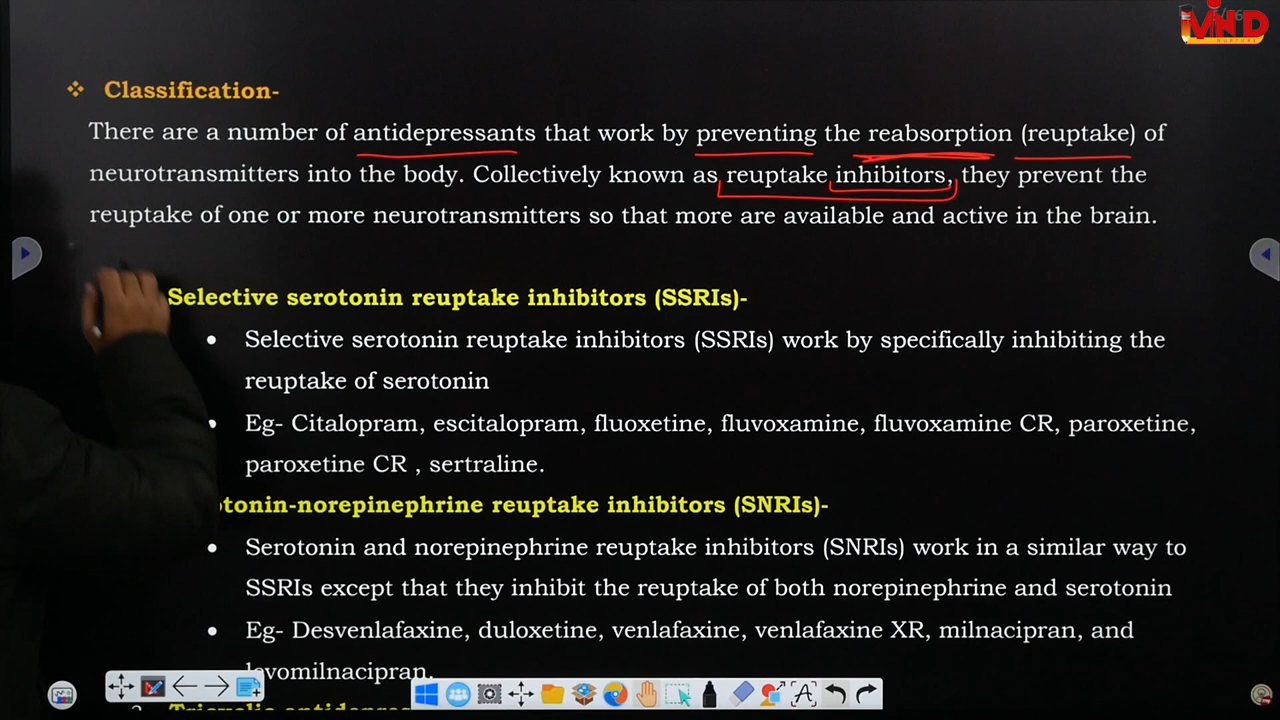 MIND
❖ Classification-
There are a number of antidepressants that work by preventing the reabsorption (reuptake) of
neurotransmitters into the body. Collectively known as reuptake inhibitors, they prevent the
reuptake of one or more neurotransmitters so that more are available and active in the brain.
Selective serotonin reuptake inhibitors (SSRIs)-
• Selective serotonin reuptake inhibitors (SSRIs) work by specifically inhibiting the
reuptake of serotonin
• Eg- Citalopram, escitalopram, fluoxetine, fluvoxamine, fluvoxamine CR, paroxetine,
paroxetine CR , sertraline.
otonin-norepinephrine reuptake inhibitors (SNRIs)-
• Serotonin and norepinephrine reuptake inhibitors (SNRIs) work in a similar way to
SSRIs except that they inhibit the reuptake of both norepinephrine and serotonin
• Eg- Desvenlafaxine, duloxetine, venlafaxine, venlafaxine XR, milnacipran, and
levomilnacipran.